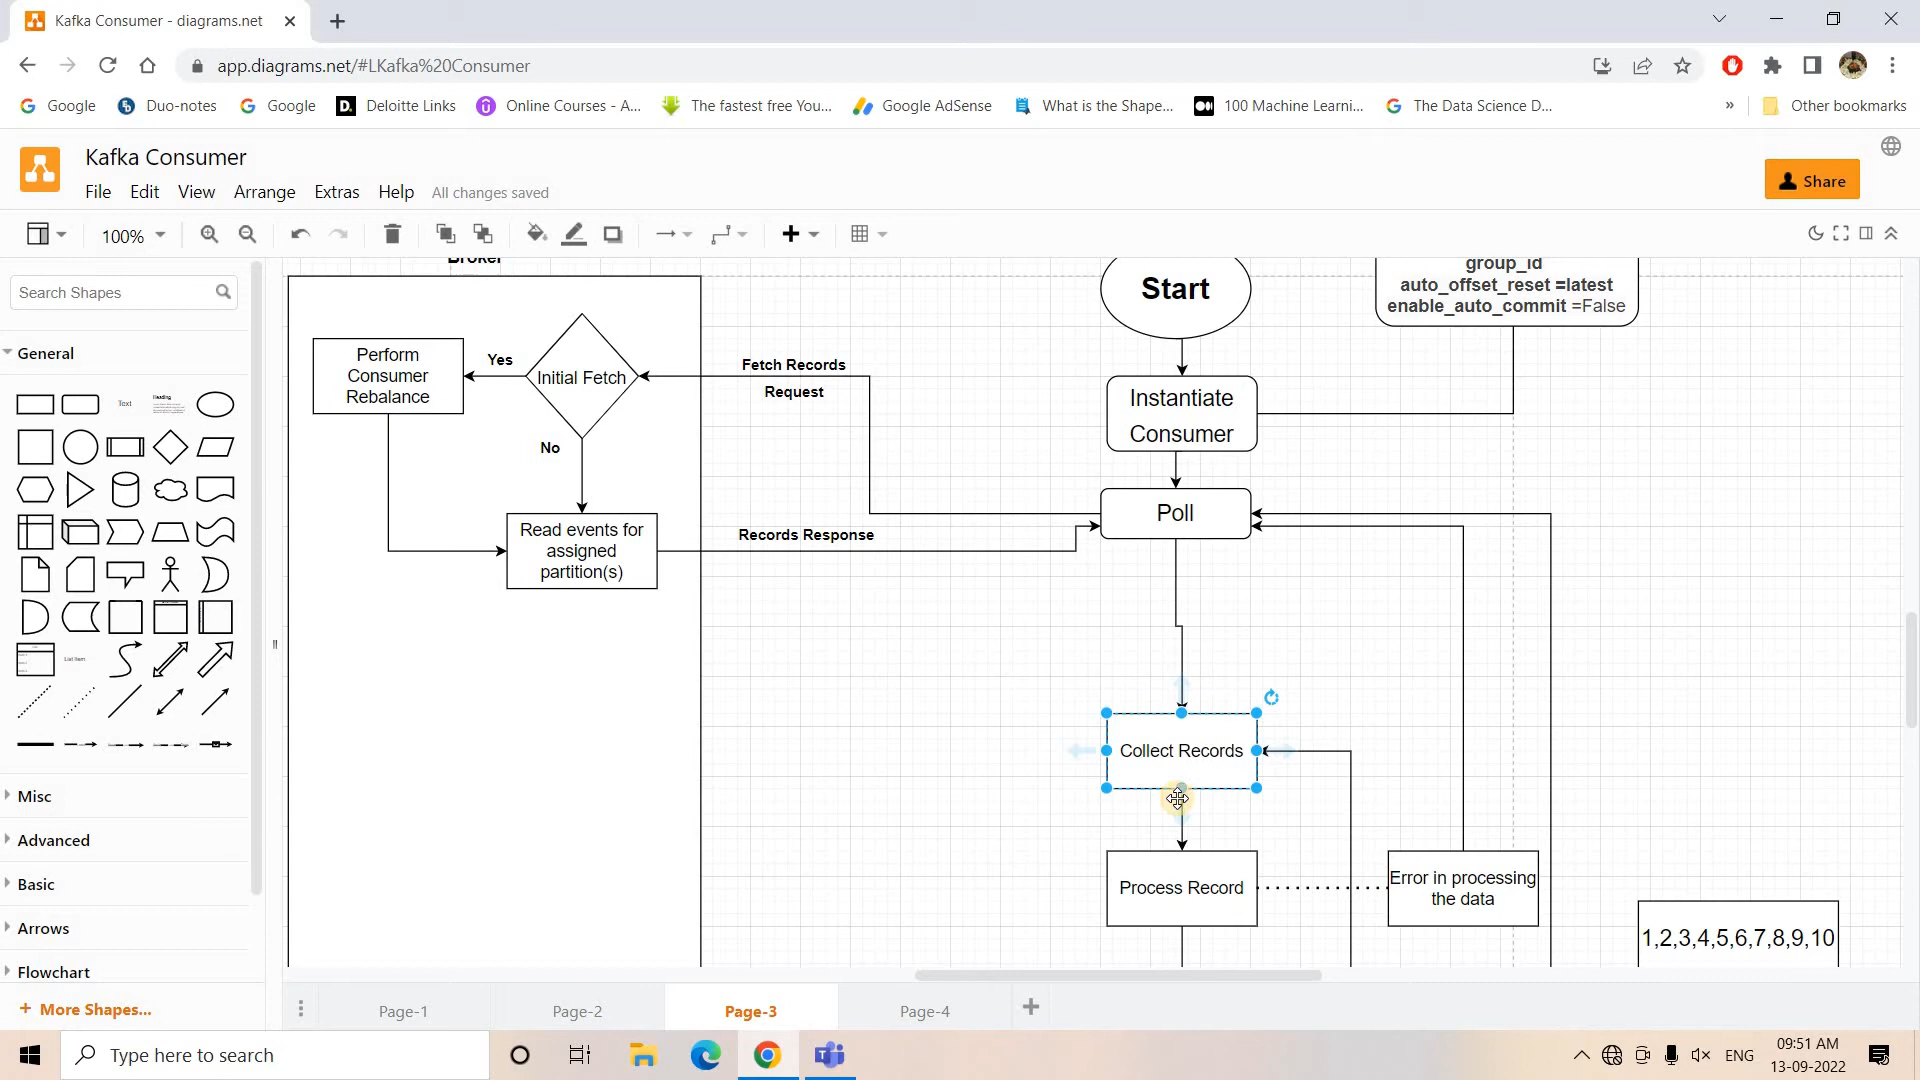 Kafka Consumer - diagrams.net
app.diagrams.net/#LKafka%20Consumer
Google
Duo-notes
Google
Deloitte Links
Online Courses - A...
The fastest free You...
Google AdSense
What is the Shape...
100 Machine Learni...
The Data Science D...
»
Other bookmarks
Kafka Consumer
File Edit View Arrange Extras Help All changes saved
Share
100%
Search Shapes
General
Text
Heading
List Item
Misc
Advanced
Basic
Arrows
Flowchart
+ More Shapes...
Broker
Perform
Consumer
Rebalance
Yes
Initial Fetch
No
Read events for
assigned
partition(s)
Fetch Records
Request
Records Response
Start
group_id
auto_offset_reset =latest
enable_auto_commit =False
Instantiate
Consumer
Poll
Collect Records
Process Record
Error in processing
the data
1,2,3,4,5,6,7,8,9,10
Page-1
Page-2
Page-3
Page-4
Type here to search
ENG
09:51 AM
13-09-2022